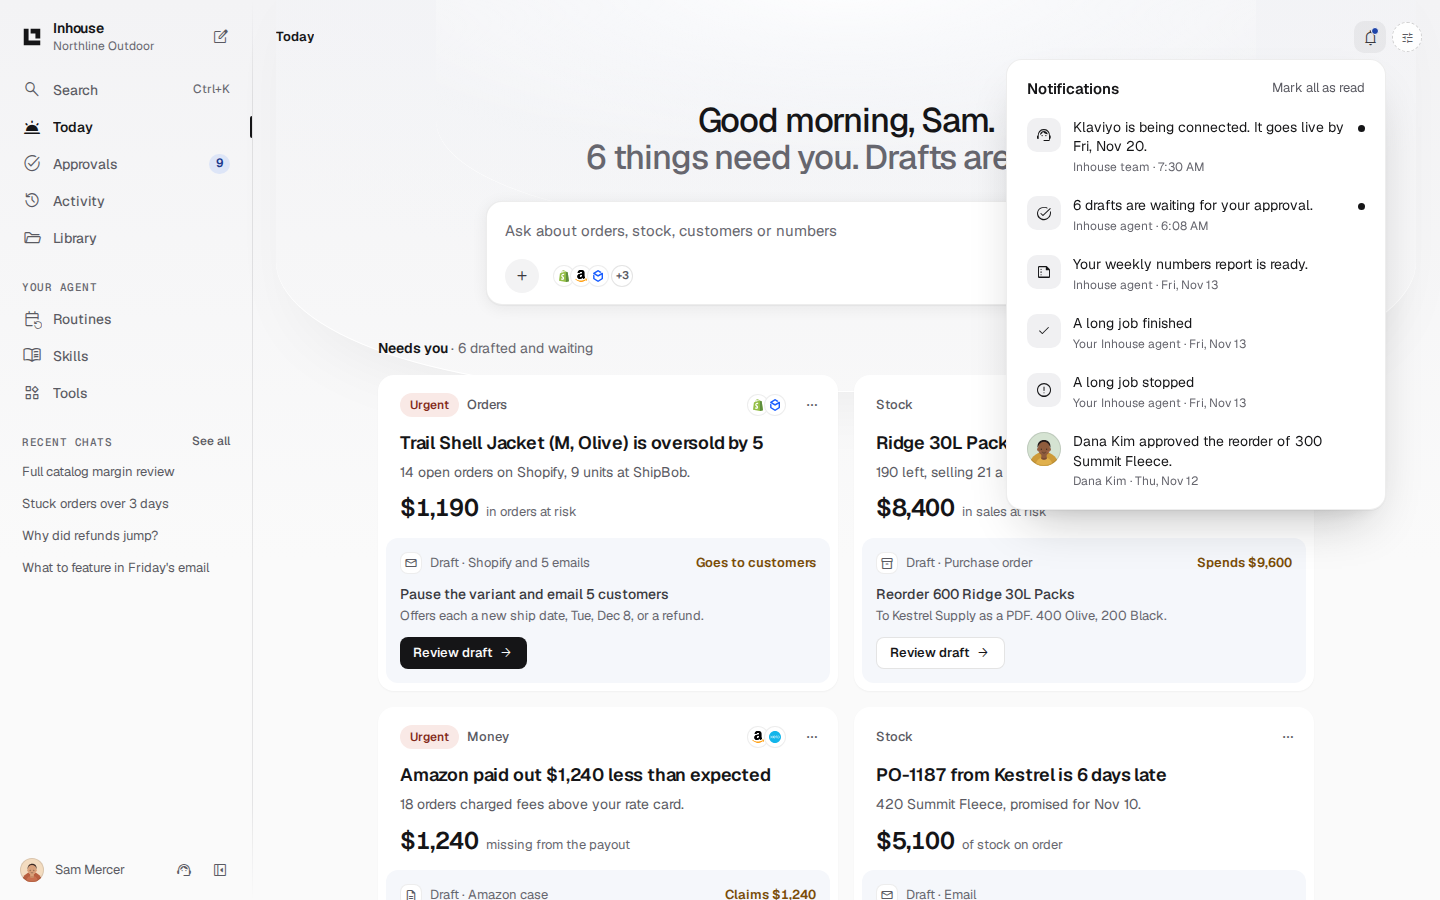 Inhouse
Northline Outdoor
Search Ctrl+K
Today
Approvals 9
Activity
Library
YOUR AGENT
Routines
Skills
Tools
RECENT CHATS See all
Full catalog margin review
Stuck orders over 3 days
Why did refunds jump?
What to feature in Friday's email
Sam Mercer
Today
Good morning, Sam.
6 things need you. Drafts are
Ask about orders, stock, customers or numbers
+3
Needs you · 6 drafted and waiting
Urgent Orders
Trail Shell Jacket (M, Olive) is oversold by 5
14 open orders on Shopify, 9 units at ShipBob.
$1,190 in orders at risk
Draft · Shopify and 5 emails Goes to customers
Pause the variant and email 5 customers
Offers each a new ship date, Tue, Dec 8, or a refund.
Review draft
Stock
Ridge 30L Pack
190 left, selling 21 a
$8,400 in sales at risk
Draft · Purchase order Spends $9,600
Reorder 600 Ridge 30L Packs
To Kestrel Supply as a PDF. 400 Olive, 200 Black.
Review draft
Urgent Money
Amazon paid out $1,240 less than expected
18 orders charged fees above your rate card.
$1,240 missing from the payout
Draft · Amazon case Claims $1,240
Stock
PO-1187 from Kestrel is 6 days late
420 Summit Fleece, promised for Nov 10.
$5,100 of stock on order
Draft · Email
Notifications Mark all as read
Klaviyo is being connected. It goes live by
Fri, Nov 20.
Inhouse team · 7:30 AM
6 drafts are waiting for your approval.
Inhouse agent · 6:08 AM
Your weekly numbers report is ready.
Inhouse agent · Fri, Nov 13
A long job finished
Your Inhouse agent · Fri, Nov 13
A long job stopped
Your Inhouse agent · Fri, Nov 13
Dana Kim approved the reorder of 300
Summit Fleece.
Dana Kim · Thu, Nov 12